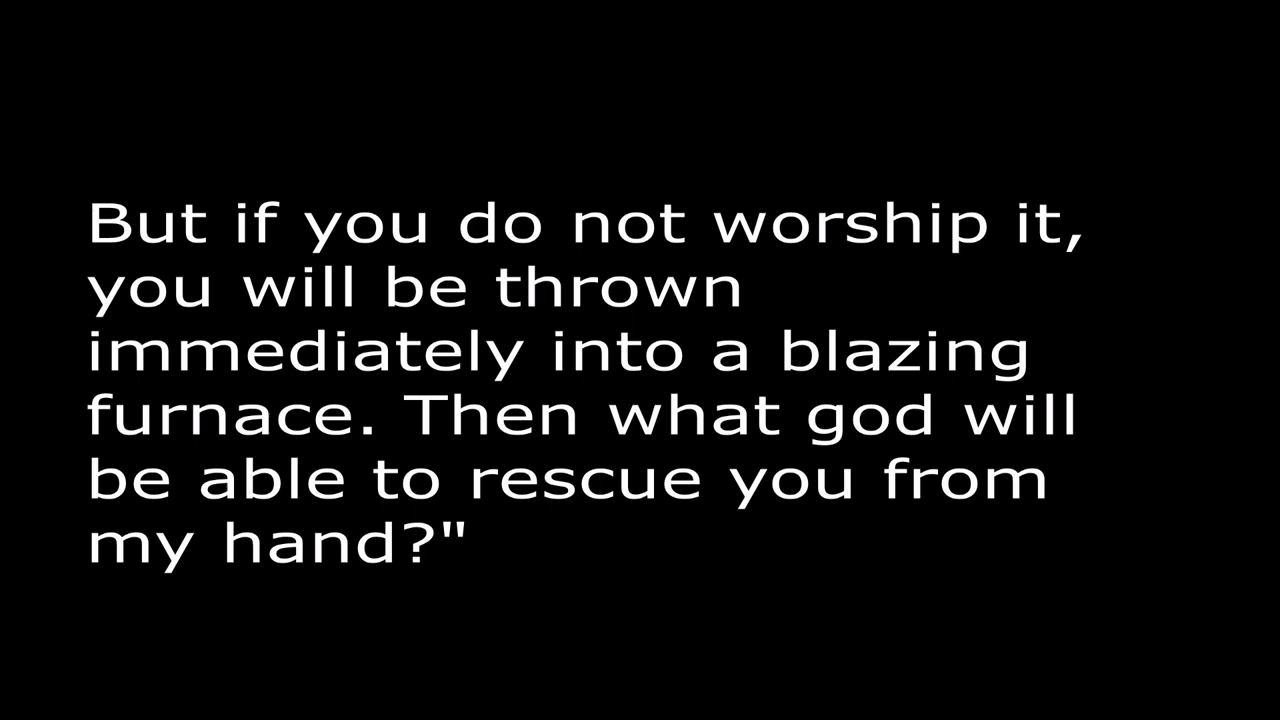 But if you do not worship it,
you will be thrown
immediately into a blazing
furnace. Then what god will
be able to rescue you from
my hand?"